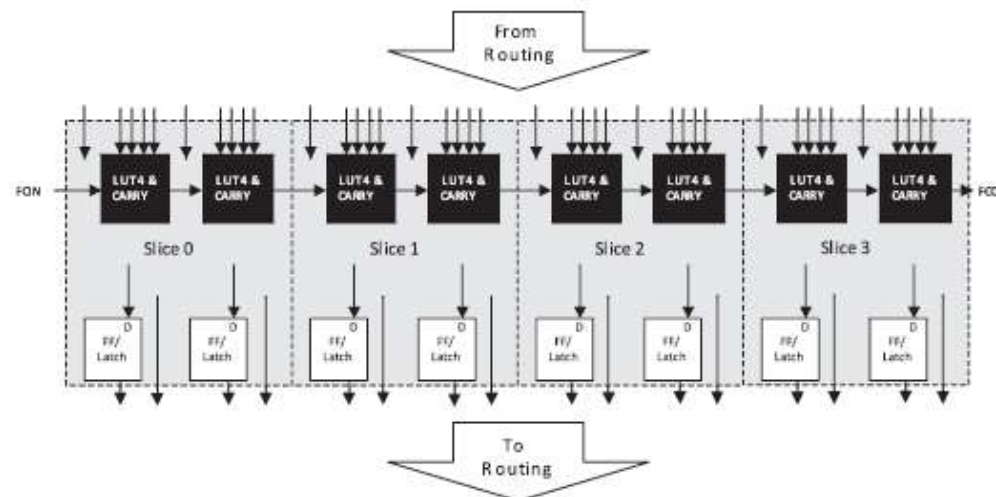 From
Routing
LUT4 &
CARRY
LUT4 &
CARRY
LUT4 &
CARRY
LUT4 &
CARRY
LUT4 &
CARRY
LUT4 &
CARRY
LUT4 &
CARRY
LUT4 &
CARRY
Slice 0
Slice 1
Slice 2
Slice 3
D
FF/
Latch
D
FF/
Latch
D
FF/
Latch
D
FF/
Latch
D
FF/
Latch
D
FF/
Latch
D
FF/
Latch
D
FF/
Latch
To
Routing